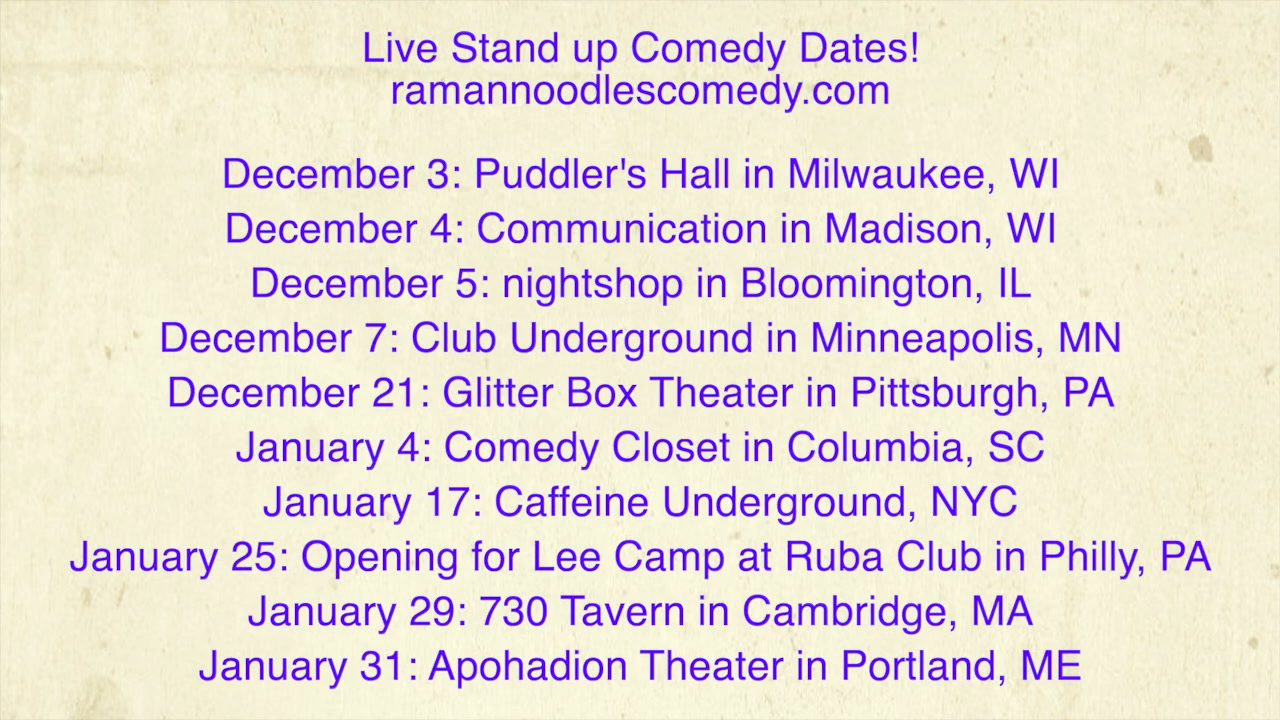 Live Stand up Comedy Dates!
ramannoodlescomedy.com
December 3: Puddler's Hall in Milwaukee, WI
December 4: Communication in Madison, WI
December 5: nightshop in Bloomington, IL
December 7: Club Underground in Minneapolis, MN
December 21: Glitter Box Theater in Pittsburgh, PA
January 4: Comedy Closet in Columbia, SC
January 17: Caffeine Underground, NYC
January 25: Opening for Lee Camp at Ruba Club in Philly, PA
January 29: 730 Tavern in Cambridge, MA
January 31: Apohadion Theater in Portland, ME